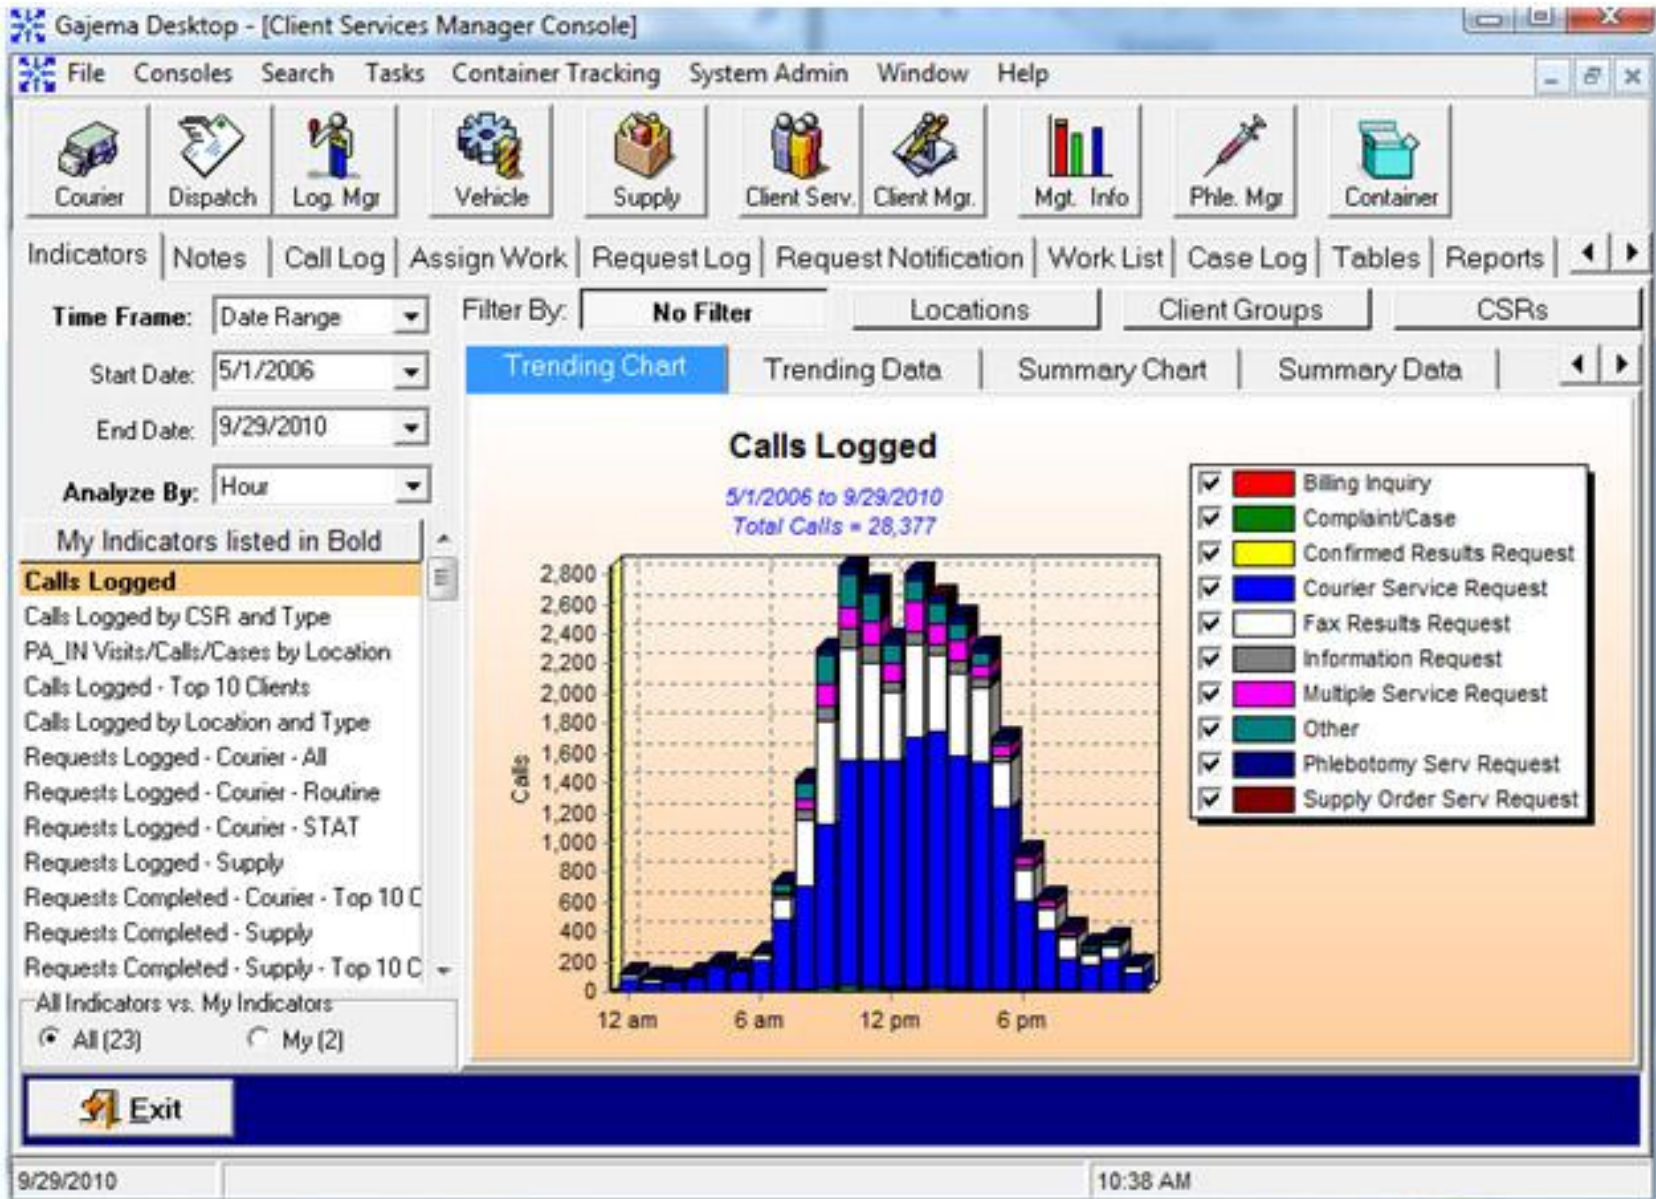 Gajema Desktop - [Client Services Manager Console]
File Consoles Search Tasks Container Tracking System Admin Window Help
Courier Dispatch Log. Mgr Vehicle Supply Client Serv. Client Mgr. Mgt. Info Phle. Mgr Container
Indicators Notes Call Log Assign Work Request Log Request Notification Work List Case Log Tables Reports
Time Frame: Date Range Filter By: No Filter Locations Client Groups CSRs
Start Date: 5/1/2006 Trending Chart Trending Data Summary Chart Summary Data
End Date: 9/29/2010
Analyze By: Hour
My Indicators listed in Bold
Calls Logged
Calls Logged by CSR and Type
PA_IN Visits/Calls/Cases by Location
Calls Logged - Top 10 Clients
Calls Logged by Location and Type
Requests Logged - Courier - All
Requests Logged - Courier - Routine
Requests Logged - Courier - STAT
Requests Logged - Supply
Requests Completed - Courier - Top 10 C
Requests Completed - Supply
Requests Completed - Supply - Top 10 C
All Indicators vs. My Indicators
All (23) My (2)
Calls Logged
5/1/2006 to 9/29/2010
Total Calls = 28,377
Calls
2,800
2,600
2,400
2,200
2,000
1,800
1,600
1,400
1,200
1,000
800
600
400
200
0
12 am 6 am 12 pm 6 pm
Billing Inquiry
Complaint/Case
Confirmed Results Request
Courier Service Request
Fax Results Request
Information Request
Multiple Service Request
Other
Phlebotomy Serv Request
Supply Order Serv Request
Exit
9/29/2010 10:38 AM